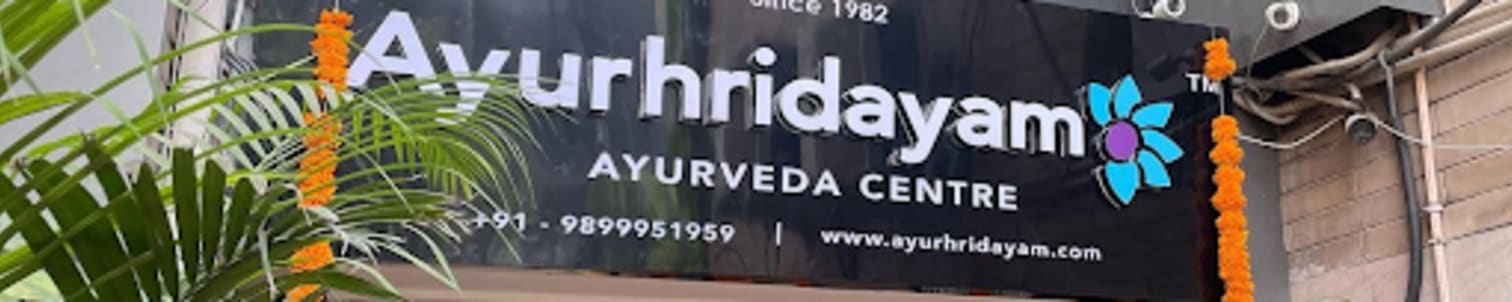 Since 1982
Ayurhridayam TM
AYURVEDA CENTRE
+91 - 9899951959 | www.ayurhridayam.com